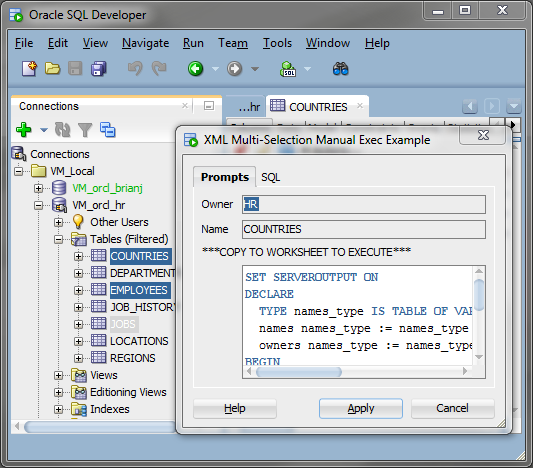 Oracle SQL Developer
File Edit View Navigate Run Team Tools Window Help
SQL
Connections
...hr
COUNTRIES
Connections
VM_Local
VM_orcl_brianj
VM_orcl_hr
Other Users
Tables (Filtered)
COUNTRIES
DEPARTMENT
EMPLOYEES
JOB_HISTORY
JOBS
LOCATIONS
REGIONS
Views
Editioning Views
Indexes
XML Multi-Selection Manual Exec Example
Prompts SQL
Owner HR
Name COUNTRIES
***COPY TO WORKSHEET TO EXECUTE***
SET SERVEROUTPUT ON
DECLARE
TYPE names_type IS TABLE OF VAR
names names_type := names_type
owners names_type := names_type
BEGIN
Help Apply Cancel